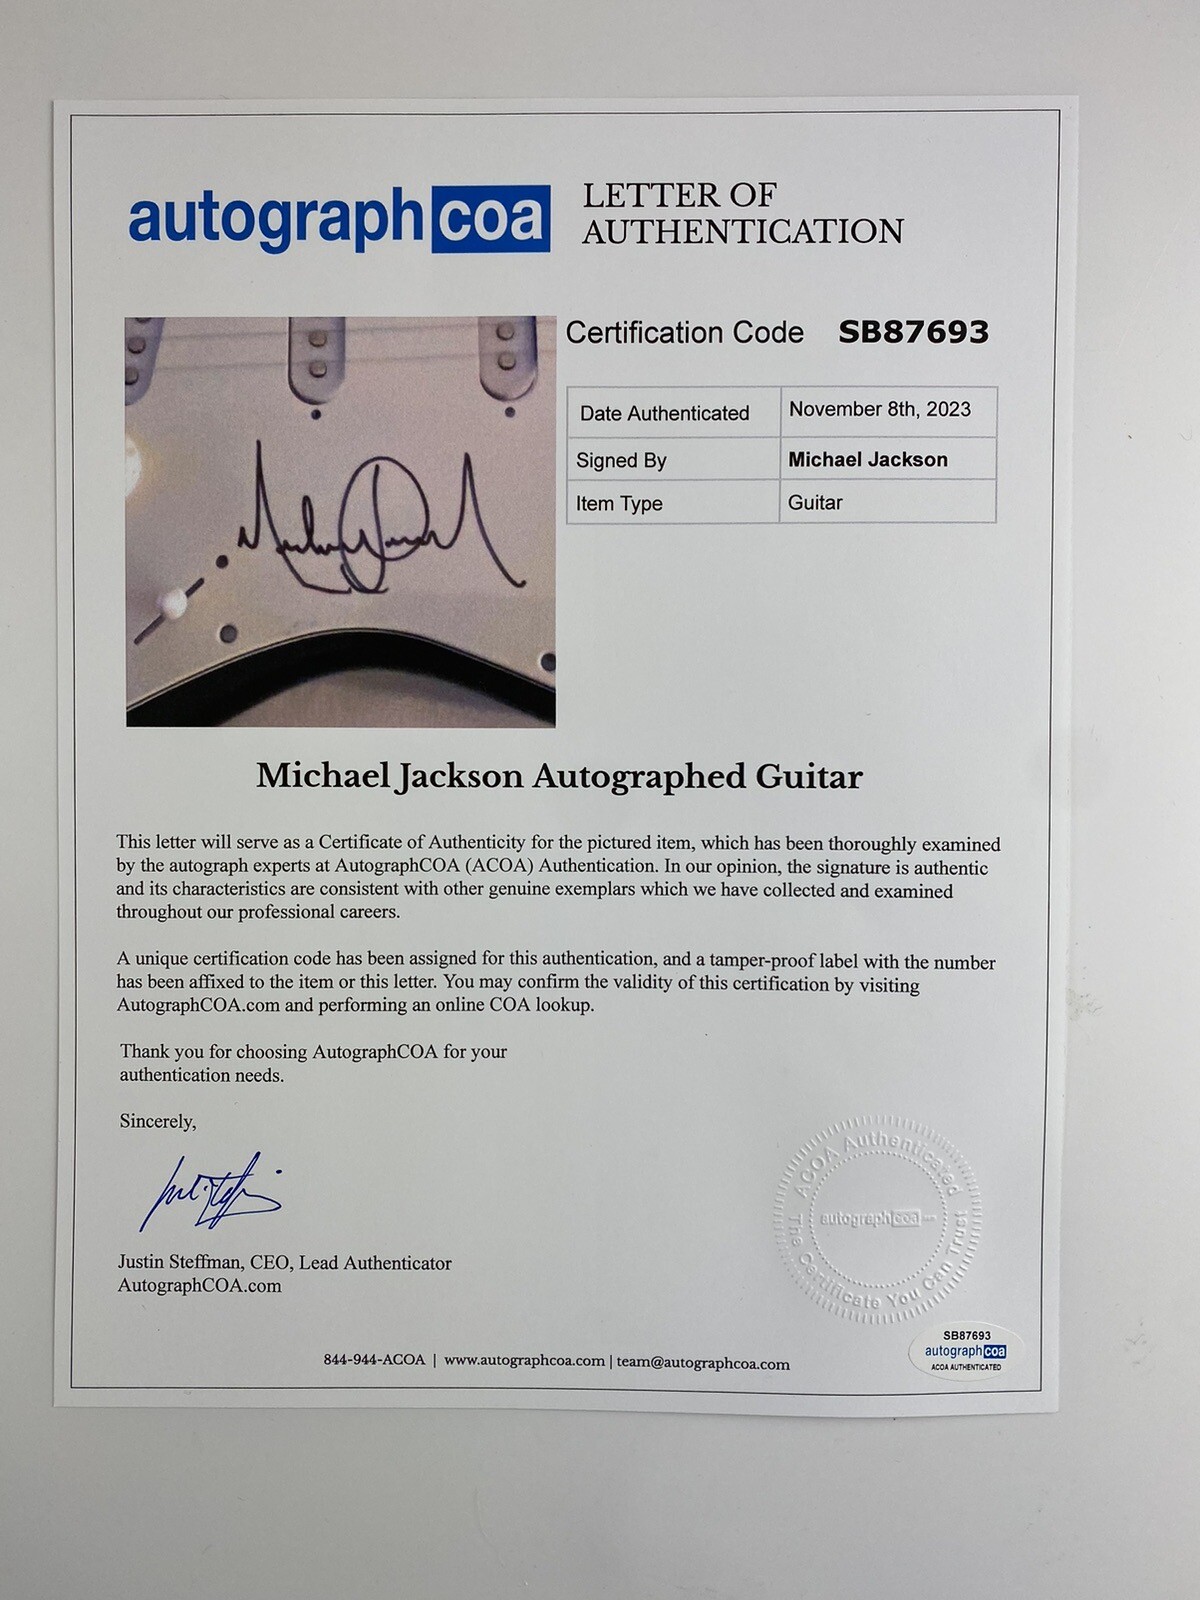 autographcoa
LETTER OF
AUTHENTICATION
Certification Code SB87693
Date Authenticated November 8th, 2023
Signed By Michael Jackson
Item Type Guitar
Michael Jackson Autographed Guitar
This letter will serve as a Certificate of Authenticity for the pictured item, which has been thoroughly examined
by the autograph experts at AutographCOA (ACOA) Authentication. In our opinion, the signature is authentic
and its characteristics are consistent with other genuine exemplars which we have collected and examined
throughout our professional careers.
A unique certification code has been assigned for this authentication, and a tamper-proof label with the number
has been affixed to the item or this letter. You may confirm the validity of this certification by visiting
AutographCOA.com and performing an online COA lookup.
Thank you for choosing AutographCOA for your
authentication needs.
Sincerely,
Justin Steffman, CEO, Lead Authenticator
AutographCOA.com
ACOA Authenticated
autographcoa
The Certificate You Can Trust
SB87693
autographcoa
ACOA AUTHENTICATED
844-944-ACOA | www.autographcoa.com | team@autographcoa.com